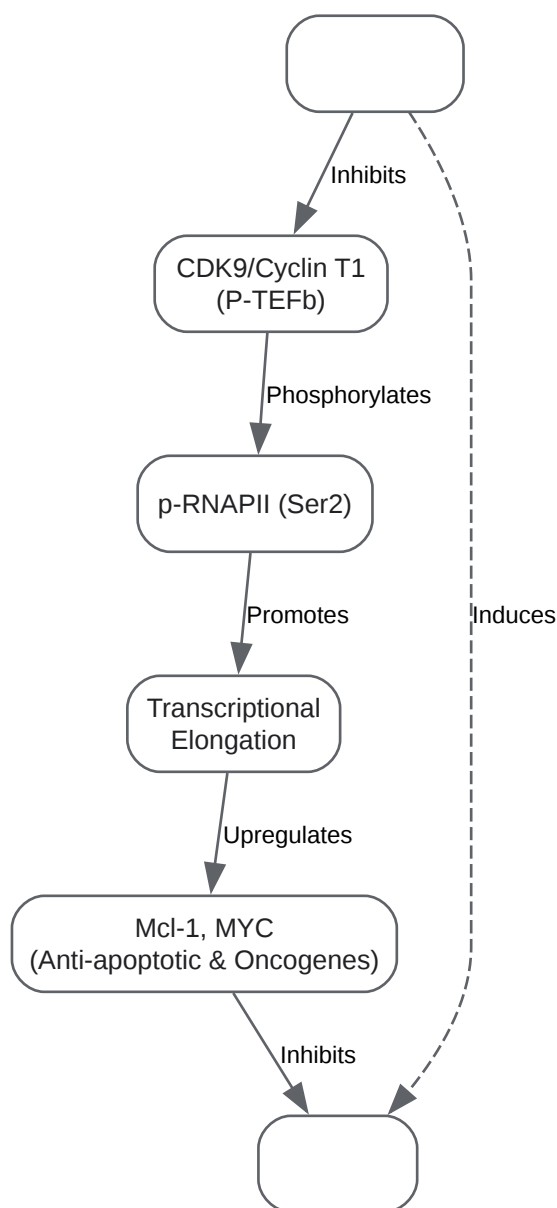 Inhibits
CDK9/Cyclin T1
(P-TEFb)
Phosphorylates
p-RNAPII (Ser2)
Promotes
Induces
Transcriptional
Elongation
Upregulates
Mcl-1, MYC
(Anti-apoptotic & Oncogenes)
Inhibits